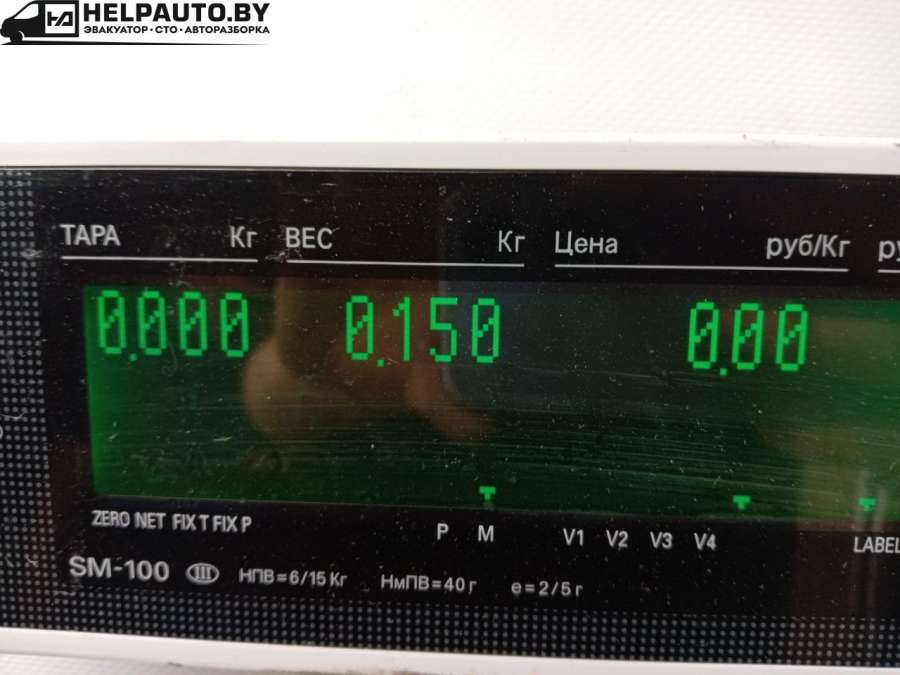 HELPAUTO.BY
ЭВАКУАТОР • СТО • АВТОРАЗБОРКА
ТАРА Кг ВЕС Кг Цена руб/Кг
0.000 0.150 0.00
ZERO NET FIX T FIX P P M V1 V2 V3 V4 LABEL
SM-100 III НПВ=6/15 Кг НмПВ=40 г e=2/5 г